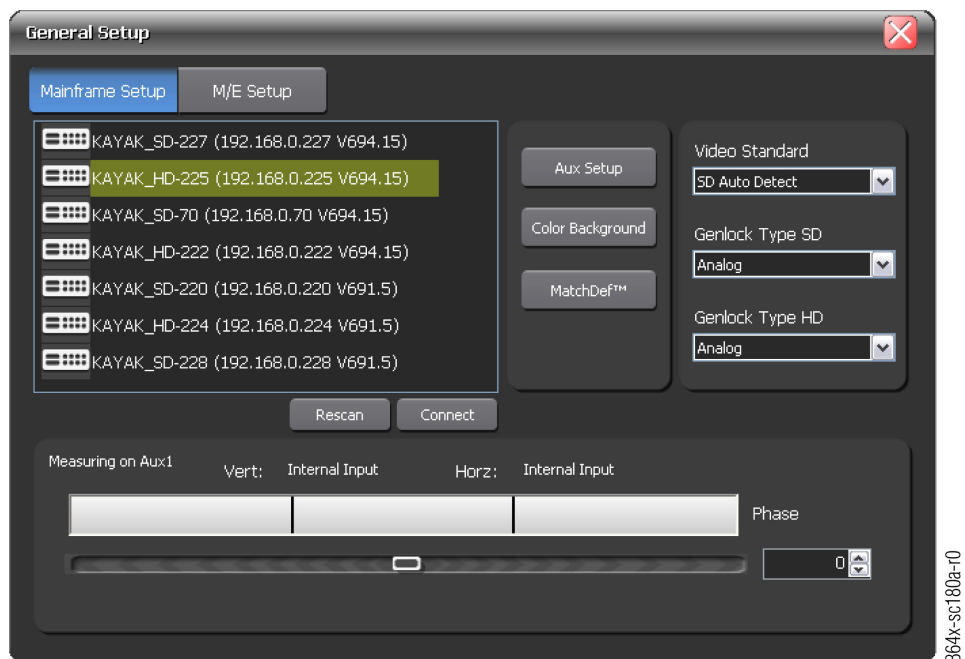 General Setup
Mainframe Setup
M/E Setup
KAYAK_SD-227 (192.168.0.227 V694.15)
KAYAK_HD-225 (192.168.0.225 V694.15)
KAYAK_SD-70 (192.168.0.70 V694.15)
KAYAK_HD-222 (192.168.0.222 V694.15)
KAYAK_SD-220 (192.168.0.220 V691.5)
KAYAK_HD-224 (192.168.0.224 V691.5)
KAYAK_SD-228 (192.168.0.228 V691.5)
Rescan
Connect
Aux Setup
Color Background
MatchDef™
Video Standard
SD Auto Detect
Genlock Type SD
Analog
Genlock Type HD
Analog
Measuring on Aux1
Vert: Internal Input
Horz: Internal Input
Phase
0
864x-sc180a-r0